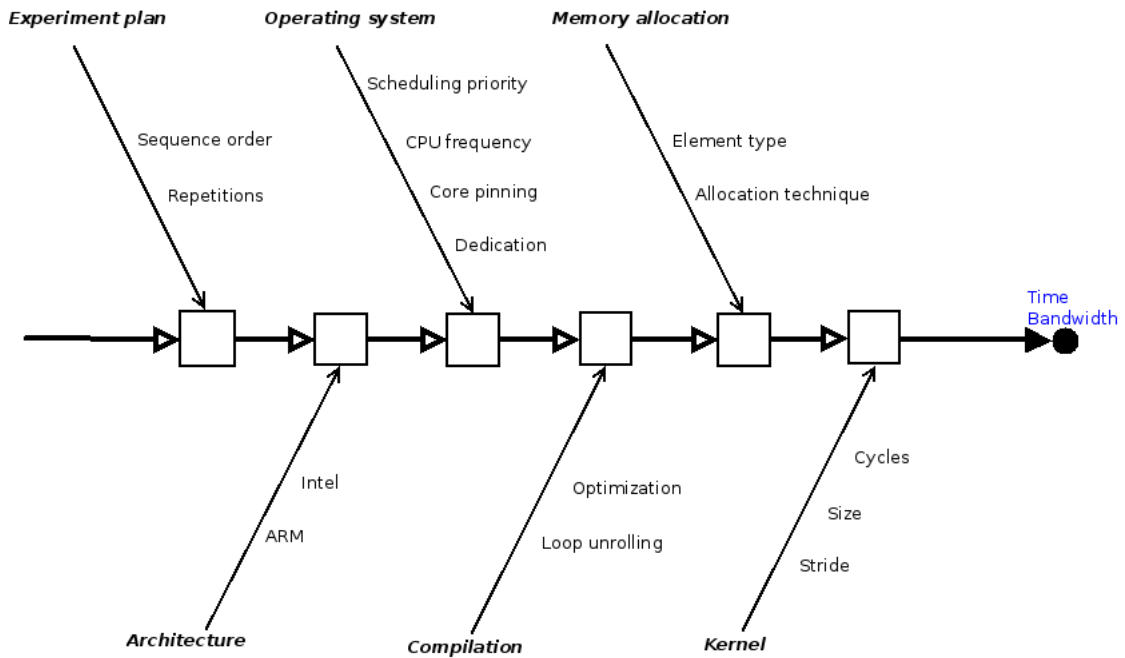 Experiment plan
Operating system
Memory allocation
Scheduling priority
Sequence order
CPU frequency
Element type
Repetitions
Core pinning
Allocation technique
Dedication
Time
Bandwidth
Cycles
Intel
Optimization
Size
ARM
Loop unrolling
Stride
Architecture
Compilation
Kernel